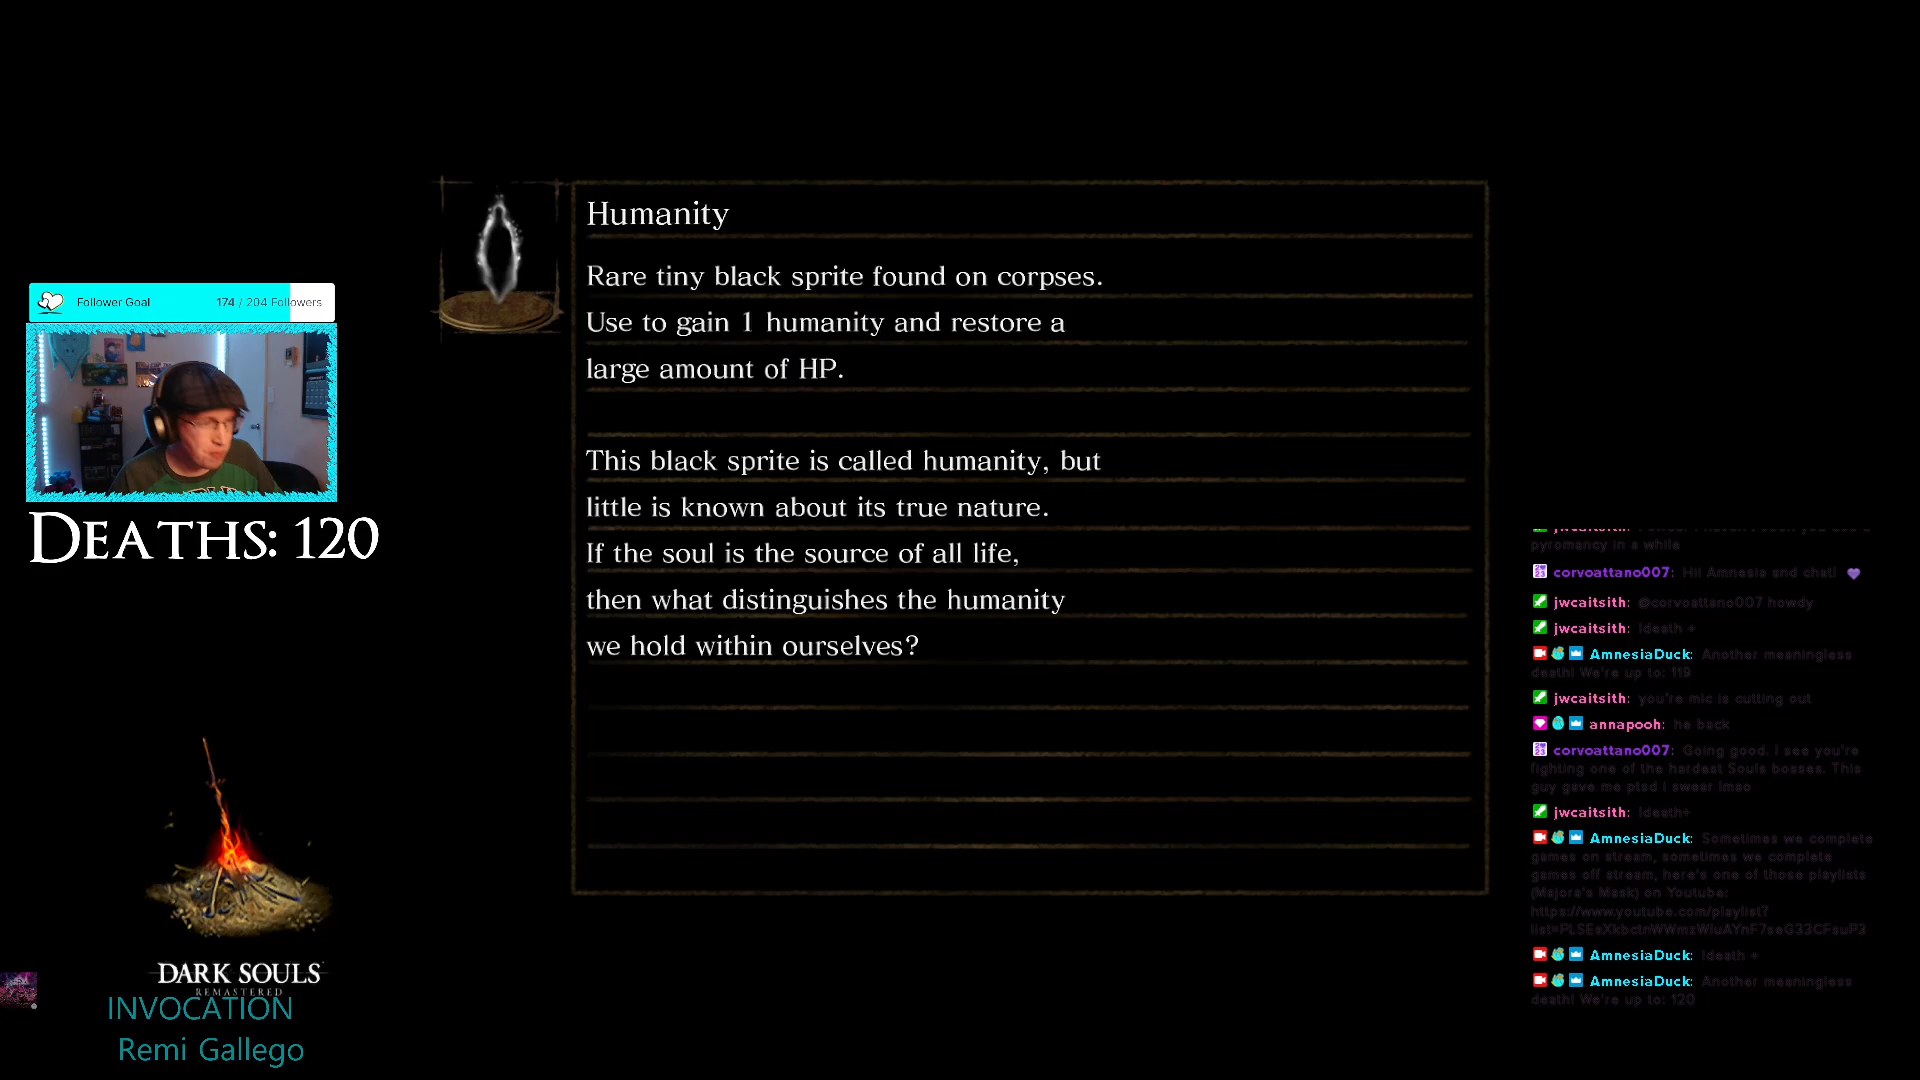 Follower Goal 174 / 204 Followers
DEATHS: 120
Humanity
Rare tiny black sprite found on corpses.
Use to gain 1 humanity and restore a
large amount of HP.
This black sprite is called humanity, but
little is known about its true nature.
If the soul is the source of all life,
then what distinguishes the humanity
we hold within ourselves?
DARK SOULS
REMASTERED
INVOCATION
Remi Gallego
pyromancy in a while
corvoattano007: Hii Amnesia and chat!
jwcaitsith: @corvoattano007 howdy
jwcaitsith: !death +
AmnesiaDuck: Another meaningless
death! We're up to: 119
jwcaitsith: you're mic is cutting out
annapooh: he back
corvoattano007: Going good. I see you're
fighting one of the hardest Souls bosses. This
guy gave me ptsd I swear lmao
jwcaitsith: !death+
AmnesiaDuck: Sometimes we complete
games on stream, sometimes we complete
games off stream, here's one of those playlists
(Majora's Mask) on Youtube:
https://www.youtube.com/playlist?
AmnesiaDuck: !death +
AmnesiaDuck: Another meaningless
death! We're up to: 120